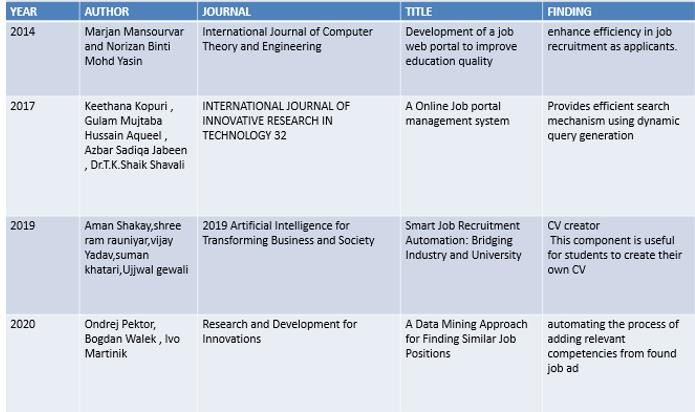 YEAR AUTHOR JOURNAL TITLE FINDING
2014 Marjan Mansourvar International Journal of Computer Development of a job enhance efficiency in job
and Norizan Binti Theory and Engineering web portal to improve recruitment as applicants.
Mohd Yasin education quality
2017 Keethana Kopuri , INTERNATIONAL JOURNAL OF A Online Job portal Provides efficient search
Gulam Mujtaba INNOVATIVE RESEARCH IN management system mechanism using dynamic
Hussain Aqueel , TECHNOLOGY 32 query generation
Azbar Sadiqa Jabeen
, Dr.T.K.Shaik Shavali
2019 Aman Shakay,shree 2019 Artificial Intelligence for Smart Job Recruitment CV creator
ram rauniyar,vijay Transforming Business and Society Automation: Bridging This component is useful
Yadav,suman Industry and University for students to create their
khatari,Ujjwal gewali own CV
2020 Ondrej Pektor, Research and Development for A Data Mining Approach automating the process of
Bogdan Walek , Ivo Innovations for Finding Similar Job adding relevant
Martinik Positions competencies from found
job ad